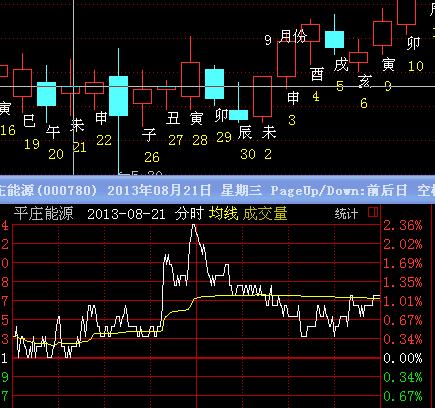 9 月份
寅 巳 午 未 申 子 丑 寅 卯 辰 未 申 酉 戌 亥 寅 卯
16 19 20 21 22 26 27 28 29 30 2 3 4 5 6 9 10
庄能源(000780) 2013年08月21日 星期三 PageUp/Down:前后日 空
平庄能源 2013-08-21 分时 均线 成交量 统计
4 2.36%
2 2.02%
0 1.69%
8 1.35%
7 1.01%
5 0.67%
3 0.34%
1 0.00%
9 0.34%
7 0.67%